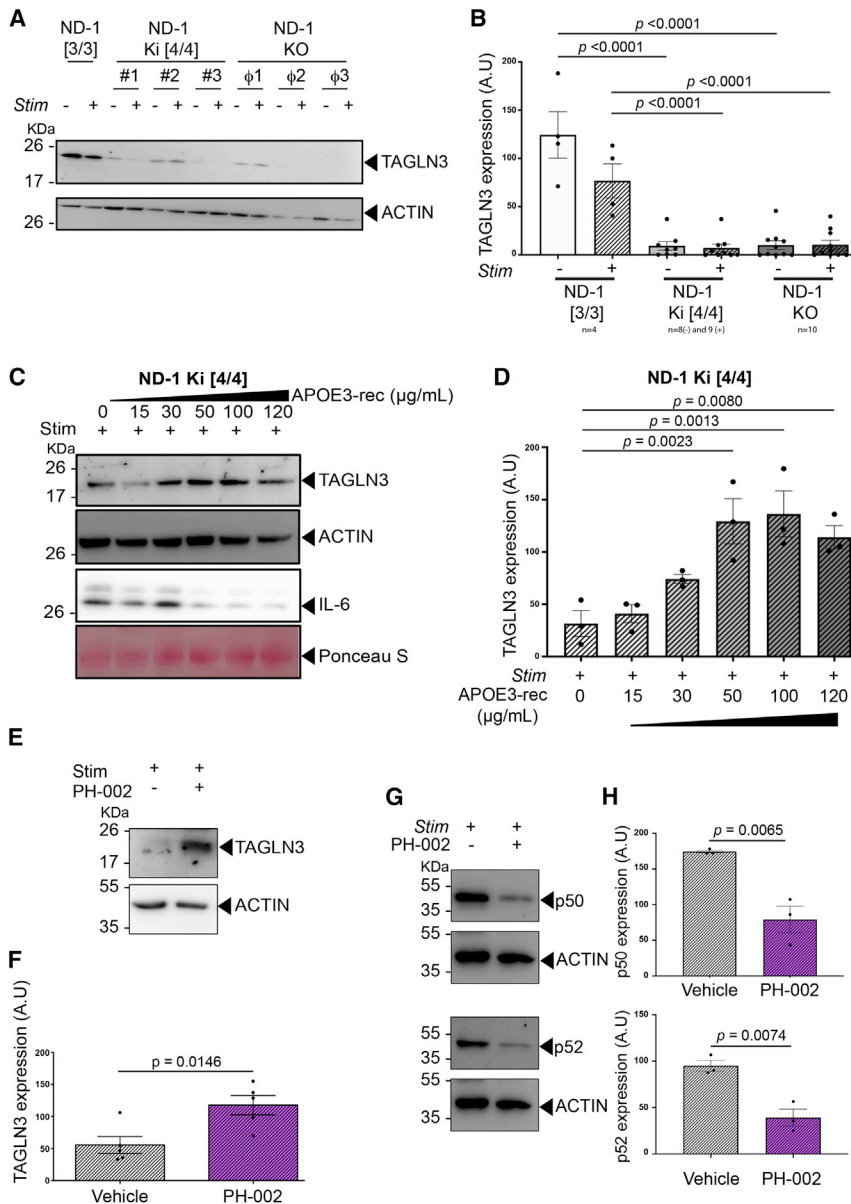 A
ND-1
[3/3]
ND-1
Ki [4/4]
ND-1
KO
#1 #2 #3 ϕ1 ϕ2 ϕ3
Stim - + - + - + - + - + - + - +
KDa
26
17
TAGLN3
26
ACTIN
B
p <0.0001
p <0.0001
p <0.0001
p <0.0001
TAGLN3 expression (A.U)
200
150
100
50
0
Stim - + - + - +
ND-1
[3/3]
n=4
ND-1
Ki [4/4]
n=8(-) and 9 (+)
ND-1
KO
n=10
C
ND-1 Ki [4/4]
APOE3-rec (µg/mL)
0 15 30 50 100 120
Stim + + + + + +
KDa
26
17
TAGLN3
26
ACTIN
26
IL-6
Ponceau S
D
ND-1 Ki [4/4]
p = 0.0080
p = 0.0013
p = 0.0023
TAGLN3 expression (A.U)
200
150
100
50
0
Stim + + + + + +
APOE3-rec 0 15 30 50 100 120
(µg/mL)
E
Stim + +
PH-002 - +
KDa
26
17
TAGLN3
55
35
ACTIN
F
TAGLN3 expression (A.U)
p = 0.0146
200
150
100
50
0
Vehicle PH-002
G
Stim + +
PH-002 - +
KDa
55
35
p50
55
35
ACTIN
55
35
p52
55
35
ACTIN
H
p = 0.0065
p50 expression (A.U)
200
150
100
50
0
Vehicle PH-002
p = 0.0074
p52 expression (A.U)
150
100
50
0
Vehicle PH-002